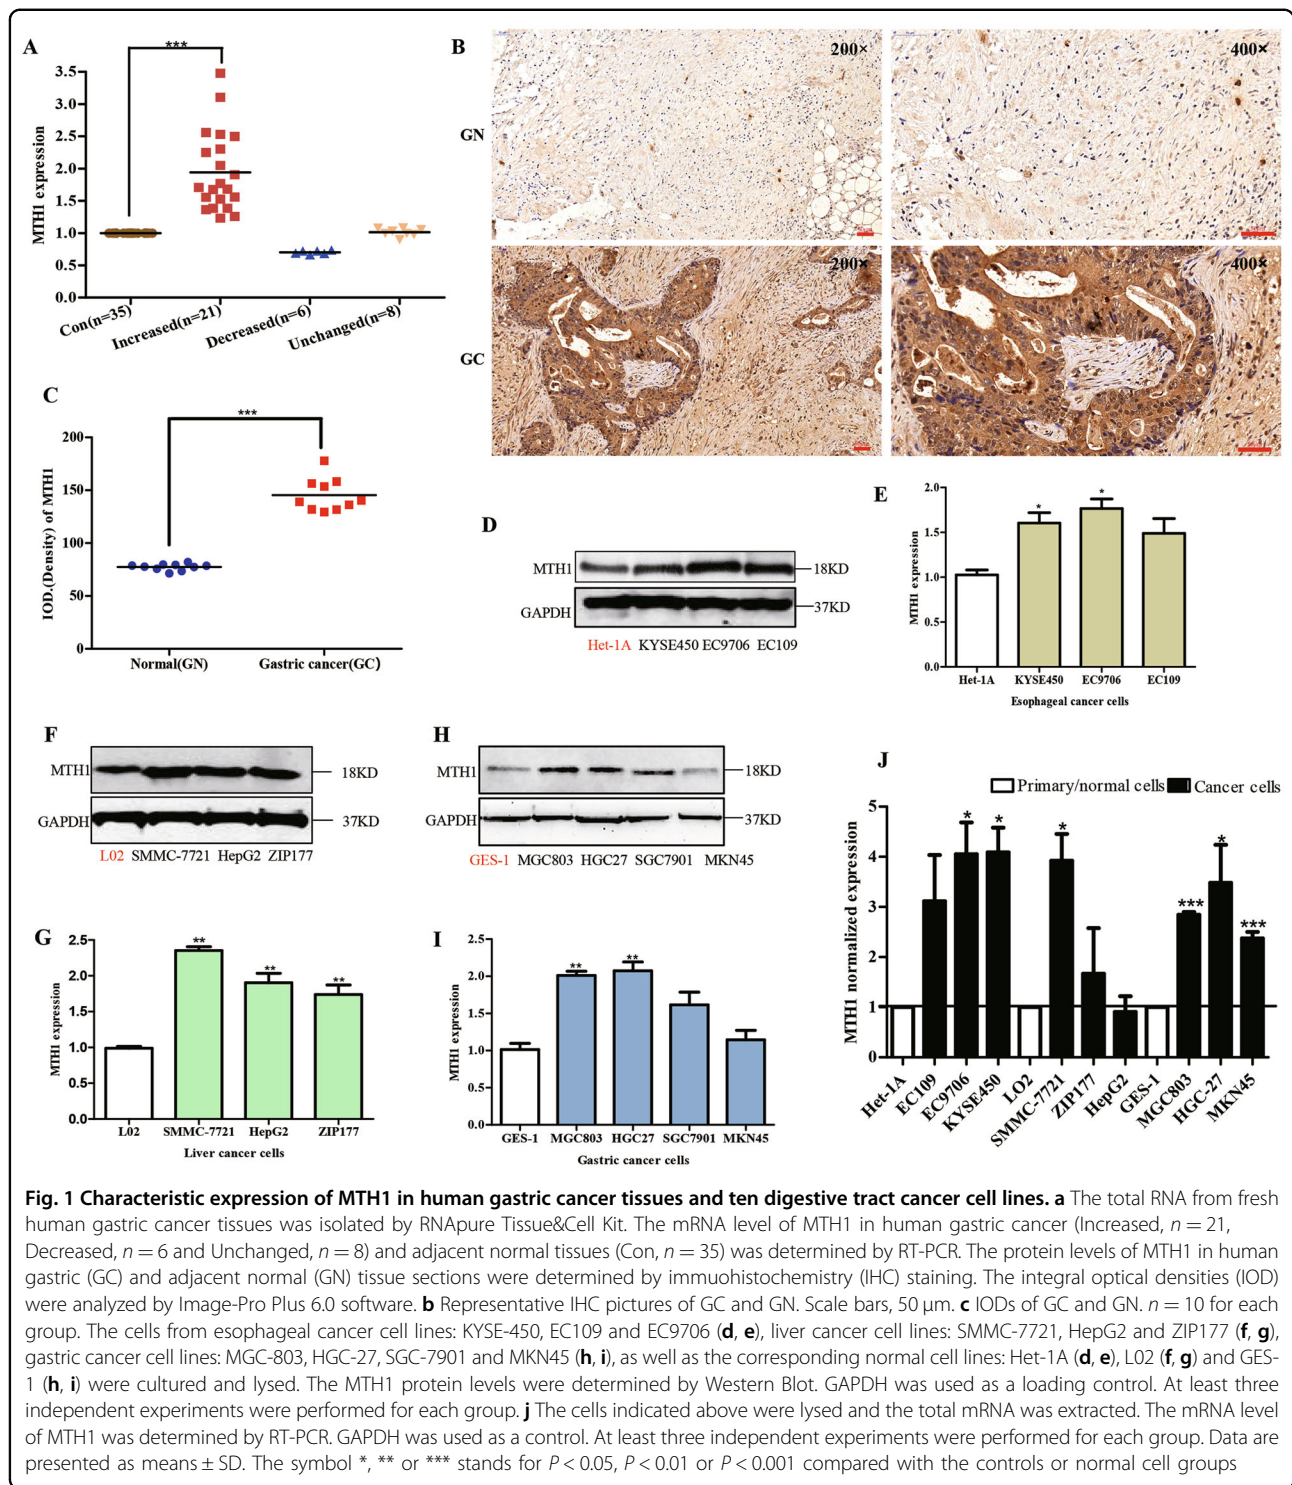 A
***
3.5
3.0
2.5
2.0
1.5
1.0
0.5
0.0
MTH1 expression
Con(n=35)
Increased(n=21)
Decreased(n=6)
Unchanged(n=8)
B
GN
200×
400×
GC
200×
400×
C
***
200
150
100
50
0
IOD.(Density) of MTH1
Normal(GN)
Gastric cancer(GC)
D
MTH1
18KD
GAPDH
37KD
Het-1A KYSE450 EC9706 EC109
E
2.0
1.5
1.0
0.5
0.0
MTH1 expression
* *
Het-1A KYSE450 EC9706 EC109
Esophageal cancer cells
F
MTH1
18KD
GAPDH
37KD
L02 SMMC-7721 HepG2 ZIP177
H
MTH1
18KD
GAPDH
37KD
GES-1 MGC803 HGC27 SGC7901 MKN45
G
2.5
2.0
1.5
1.0
0.5
0.0
MTH1 expression
** ** **
L02 SMMC-7721 HepG2 ZIP177
Liver cancer cells
I
2.5
2.0
1.5
1.0
0.5
0.0
MTH1 expression
** **
GES-1 MGC803 HGC27 SGC7901 MKN45
Gastric cancer cells
J
Primary/normal cells Cancer cells
5
4
3
2
1
0
MTH1 normalized expression
* * * *** * ***
Het-1A
EC109
EC9706
KYSE450
LO2
SMMC-7721
ZIP177
HepG2
GES-1
MGC803
HGC-27
MKN45
Fig. 1 Characteristic expression of MTH1 in human gastric cancer tissues and ten digestive tract cancer cell lines. a The total RNA from fresh
human gastric cancer tissues was isolated by RNApure Tissue&Cell Kit. The mRNA level of MTH1 in human gastric cancer (Increased, n = 21,
Decreased, n = 6 and Unchanged, n = 8) and adjacent normal tissues (Con, n = 35) was determined by RT-PCR. The protein levels of MTH1 in human
gastric (GC) and adjacent normal (GN) tissue sections were determined by immuohistochemistry (IHC) staining. The integral optical densities (IOD)
were analyzed by Image-Pro Plus 6.0 software. b Representative IHC pictures of GC and GN. Scale bars, 50 μm. c IODs of GC and GN. n = 10 for each
group. The cells from esophageal cancer cell lines: KYSE-450, EC109 and EC9706 (d, e), liver cancer cell lines: SMMC-7721, HepG2 and ZIP177 (f, g),
gastric cancer cell lines: MGC-803, HGC-27, SGC-7901 and MKN45 (h, i), as well as the corresponding normal cell lines: Het-1A (d, e), L02 (f, g) and GES-
1 (h, i) were cultured and lysed. The MTH1 protein levels were determined by Western Blot. GAPDH was used as a loading control. At least three
independent experiments were performed for each group. j The cells indicated above were lysed and the total mRNA was extracted. The mRNA level
of MTH1 was determined by RT-PCR. GAPDH was used as a control. At least three independent experiments were performed for each group. Data are
presented as means ± SD. The symbol *, ** or *** stands for P < 0.05, P < 0.01 or P < 0.001 compared with the controls or normal cell groups